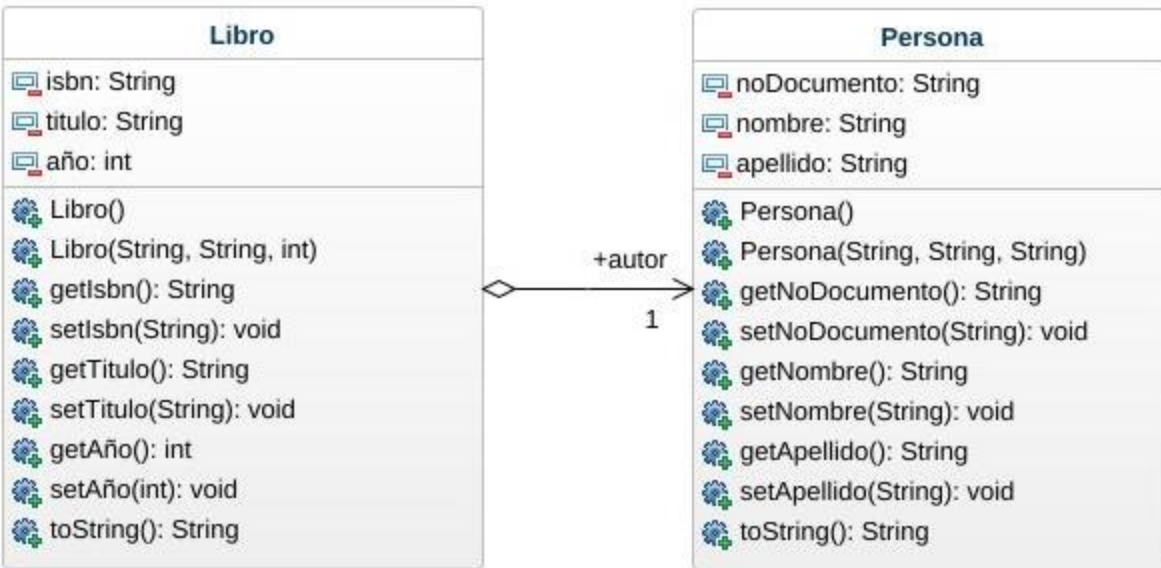 Libro
isbn: String
titulo: String
año: int
Libro()
Libro(String, String, int)
getIsbn(): String
setIsbn(String): void
getTitulo(): String
setTitulo(String): void
getAño(): int
setAño(int): void
toString(): String
+autor
1
Persona
noDocumento: String
nombre: String
apellido: String
Persona()
Persona(String, String, String)
getNoDocumento(): String
setNoDocumento(String): void
getNombre(): String
setNombre(String): void
getApellido(): String
setApellido(String): void
toString(): String